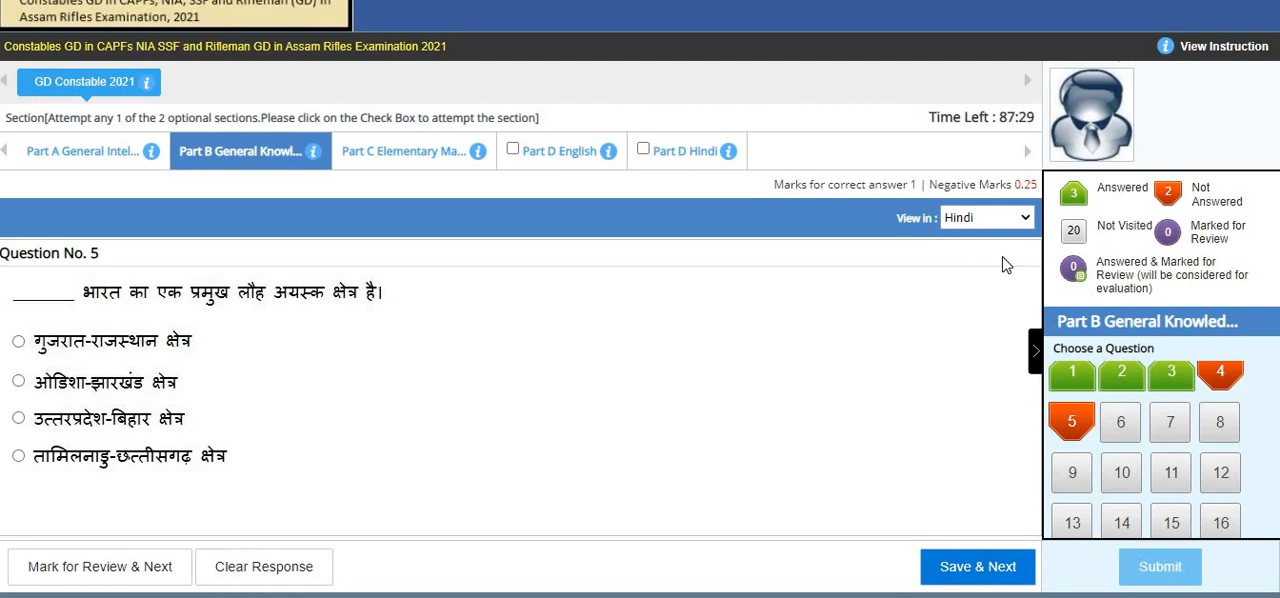 Constables GD in CAPFs, NIA, SSF and Rifleman (GD) in
Assam Rifles Examination, 2021
Constables GD in CAPFs NIA SSF and Rifleman GD in Assam Rifles Examination 2021
View Instruction
GD Constable 2021
Section[Attempt any 1 of the 2 optional sections.Please click on the Check Box to attempt the section]
Time Left : 87:29
Part A General Intel...
Part B General Knowl...
Part C Elementary Ma...
Part D English
Part D Hindi
Marks for correct answer 1 | Negative Marks 0.25
View in : Hindi
Question No. 5
_______ भारत का एक प्रमुख लौह अयस्क क्षेत्र है।
गुजरात-राजस्थान क्षेत्र
ओडिशा-झारखंड क्षेत्र
उत्तरप्रदेश-बिहार क्षेत्र
तामिलनाडु-छत्तीसगढ़ क्षेत्र
Mark for Review & Next
Clear Response
Save & Next
3 Answered
2 Not Answered
20 Not Visited
0 Marked for Review
0 Answered & Marked for
Review (will be considered for
evaluation)
Part B General Knowled...
Choose a Question
1 2 3 4
5 6 7 8
9 10 11 12
13 14 15 16
Submit